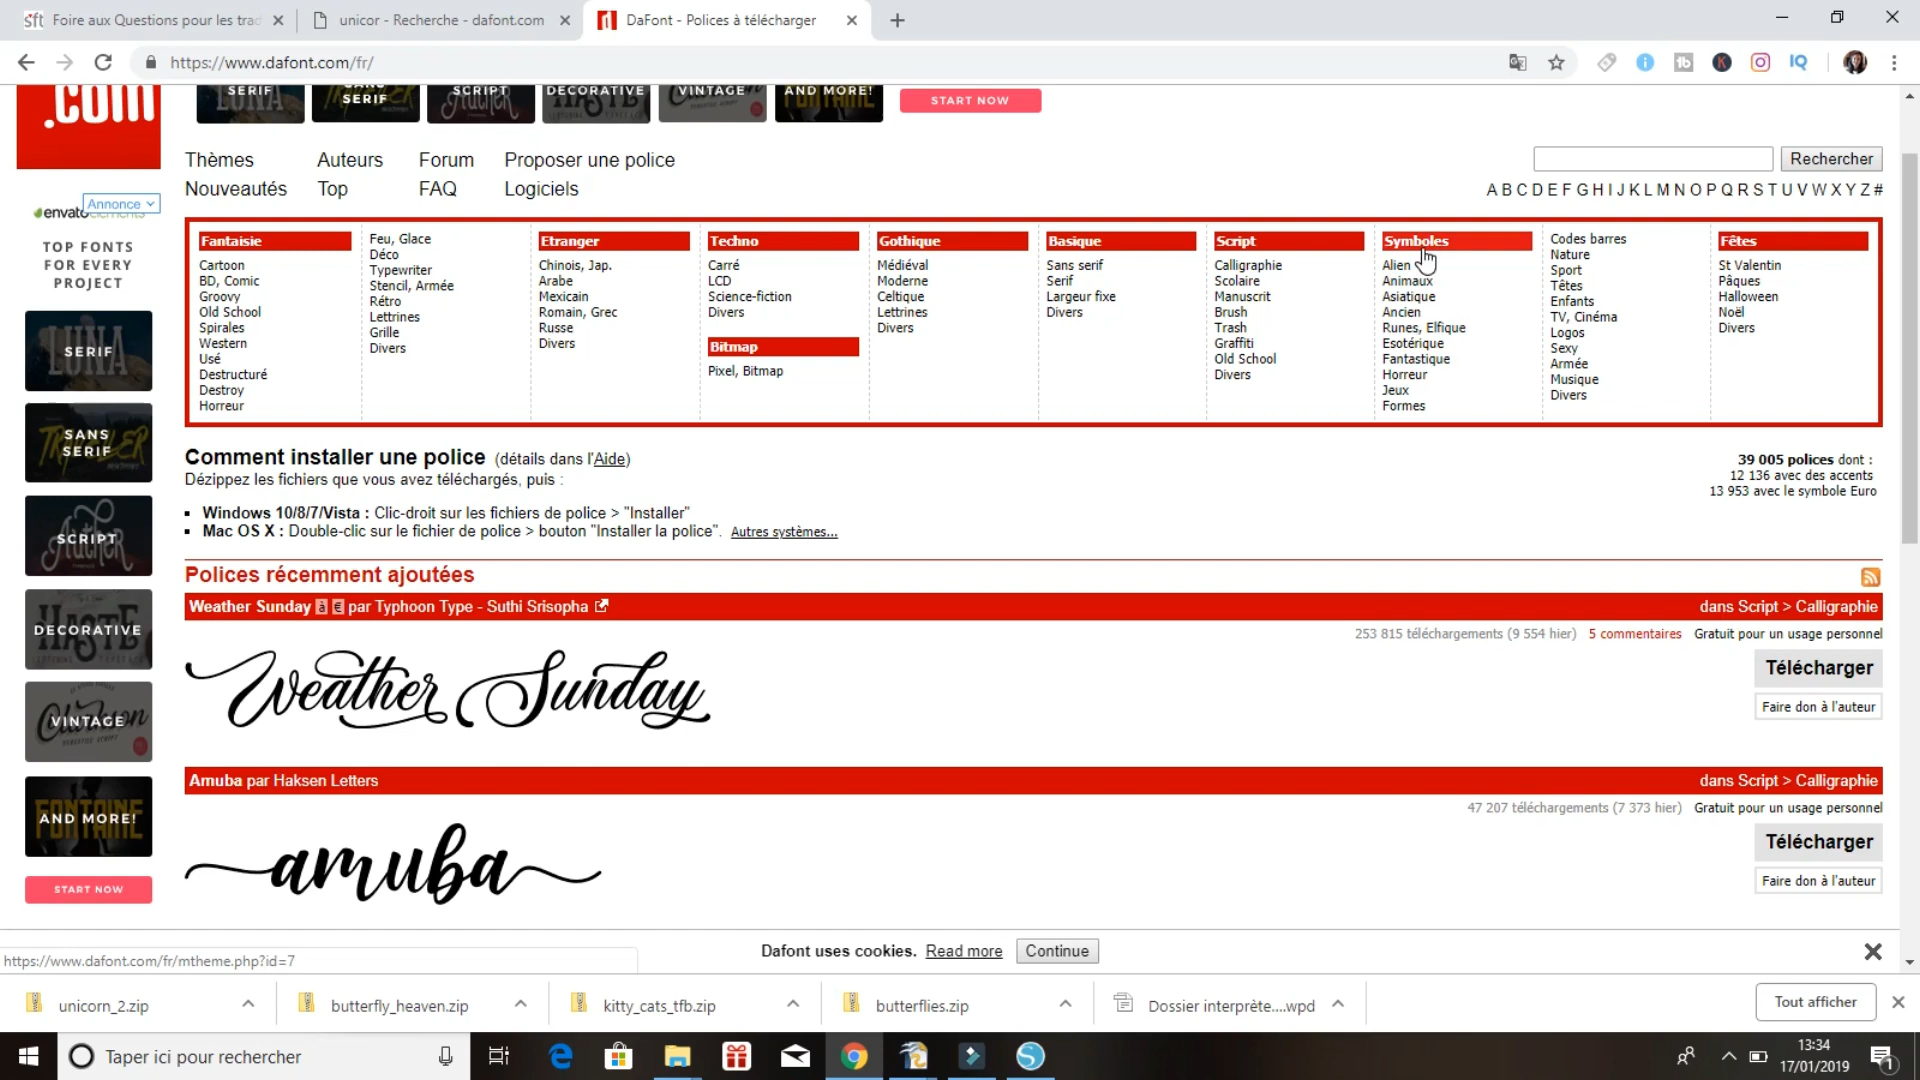 Sft Foire aux Questions pour les trad
unicor - Recherche - dafont.com
DaFont - Polices à télécharger
https://www.dafont.com/fr/
.com
SERIF
SERIF
SCRIPT
DECORATIVE
VINTAGE
AND MORE!
START NOW
Thèmes Auteurs Forum Proposer une police
Nouveautés Top FAQ Logiciels
Rechercher
A B C D E F G H I J K L M N O P Q R S T U V W X Y Z #
Annonce
envatoelements
TOP FONTS
FOR EVERY
PROJECT
LUNA
SERIF
SANS
SERIF
SCRIPT
HASTE
DECORATIVE
VINTAGE
FONTAINE
AND MORE!
START NOW
Fantaisie
Cartoon
BD, Comic
Groovy
Old School
Spirales
Western
Usé
Destructuré
Destroy
Horreur
Feu, Glace
Déco
Typewriter
Stencil, Armée
Rétro
Lettrines
Grille
Divers
Etranger
Chinois, Jap.
Arabe
Mexicain
Romain, Grec
Russe
Divers
Techno
Carré
LCD
Science-fiction
Divers
Bitmap
Pixel, Bitmap
Gothique
Médiéval
Moderne
Celtique
Lettrines
Divers
Basique
Sans serif
Serif
Largeur fixe
Divers
Script
Calligraphie
Scolaire
Manuscrit
Brush
Trash
Graffiti
Old School
Divers
Symboles
Alien
Animaux
Asiatique
Ancien
Runes, Elfique
Esotérique
Fantastique
Horreur
Jeux
Formes
Codes barres
Nature
Sport
Têtes
Enfants
TV, Cinéma
Logos
Sexy
Armée
Musique
Divers
Fêtes
St Valentin
Pâques
Halloween
Noël
Divers
Comment installer une police (détails dans l'Aide)
Dézippez les fichiers que vous avez téléchargés, puis :
Windows 10/8/7/Vista : Clic-droit sur les fichiers de police > "Installer"
Mac OS X : Double-clic sur le fichier de police > bouton "Installer la police". Autres systèmes...
39 005 polices dont :
12 136 avec des accents
13 953 avec le symbole Euro
Polices récemment ajoutées
Weather Sunday à € par Typhoon Type - Suthi Srisopha
dans Script > Calligraphie
253 815 téléchargements (9 554 hier) 5 commentaires Gratuit pour un usage personnel
Weather Sunday
Télécharger
Faire don à l'auteur
Amuba par Haksen Letters
dans Script > Calligraphie
47 207 téléchargements (7 373 hier) Gratuit pour un usage personnel
amuba
Télécharger
Faire don à l'auteur
Dafont uses cookies. Read more Continue
https://www.dafont.com/fr/mtheme.php?id=7
unicorn_2.zip
butterfly_heaven.zip
kitty_cats_tfb.zip
butterflies.zip
Dossier interprète....wpd
Tout afficher
Taper ici pour rechercher
13:34
17/01/2019
1